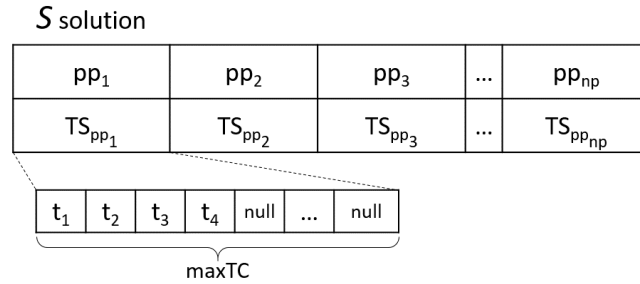 S solution
pp₁ pp₂ pp₃ ... ppₙₚ
TSₚₚ₁ TSₚₚ₂ TSₚₚ₃ ... TSₚₚₙₚ
t₁ t₂ t₃ t₄ null ... null
maxTC